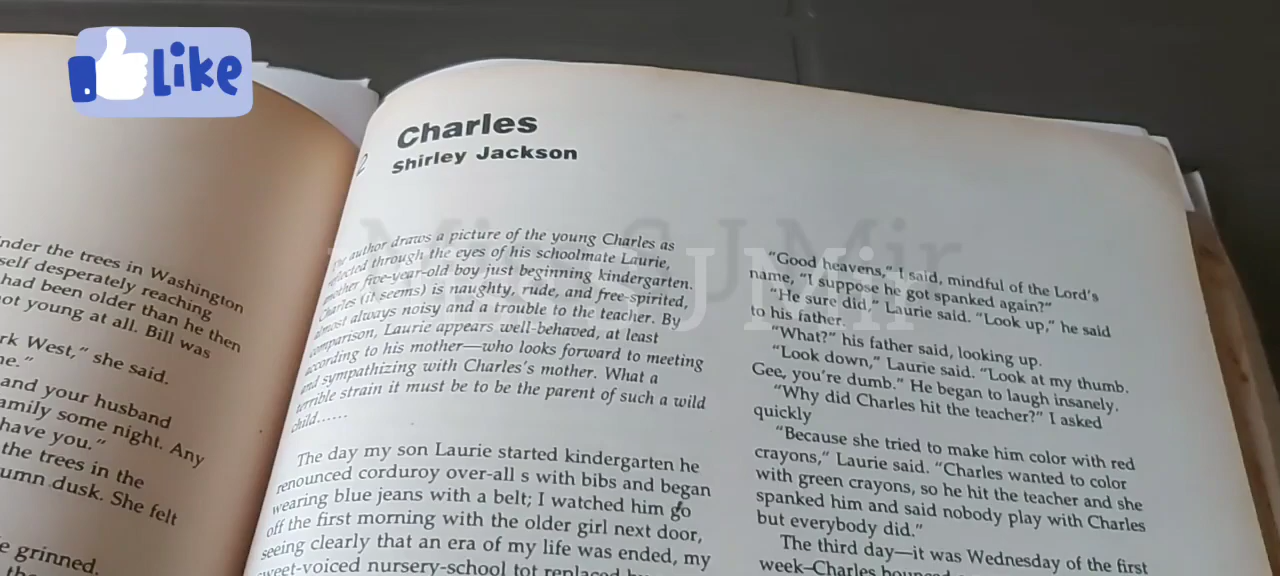 Like
nder the trees in Washington
self desperately reaching
had been older than he then
not young at all. Bill was
rk West," she said.
ne."
and your husband
amily some night. Any
have you."
the trees in the
umn dusk. She felt
e grinned.
Charles
Shirley Jackson
author draws a picture of the young Charles as
reflected through the eyes of his schoolmate Laurie,
another five-year-old boy just beginning kindergarten.
Charles (it seems) is naughty, rude, and free-spirited,
almost always noisy and a trouble to the teacher. By
comparison, Laurie appears well-behaved, at least
according to his mother—who looks forward to meeting
and sympathizing with Charles's mother. What a
terrible strain it must be to be the parent of such a wild
child......
The day my son Laurie started kindergarten he
renounced corduroy over-all s with bibs and began
wearing blue jeans with a belt; I watched him go
off the first morning with the older girl next door,
seeing clearly that an era of my life was ended, my
sweet-voiced nursery-school tot replaced
"Good heavens," I said, mindful of the Lord's
name, "I suppose he got spanked again?"
"He sure did," Laurie said. "Look up," he said
to his father.
"What?" his father said, looking up.
"Look down," Laurie said. "Look at my thumb.
Gee, you're dumb." He began to laugh insanely.
"Why did Charles hit the teacher?" I asked
quickly
"Because she tried to make him color with red
crayons," Laurie said. "Charles wanted to color
with green crayons, so he hit the teacher and she
spanked him and said nobody play with Charles
but everybody did."
The third day—it was Wednesday of the first
week—Charles bounced
Miss S J Mir